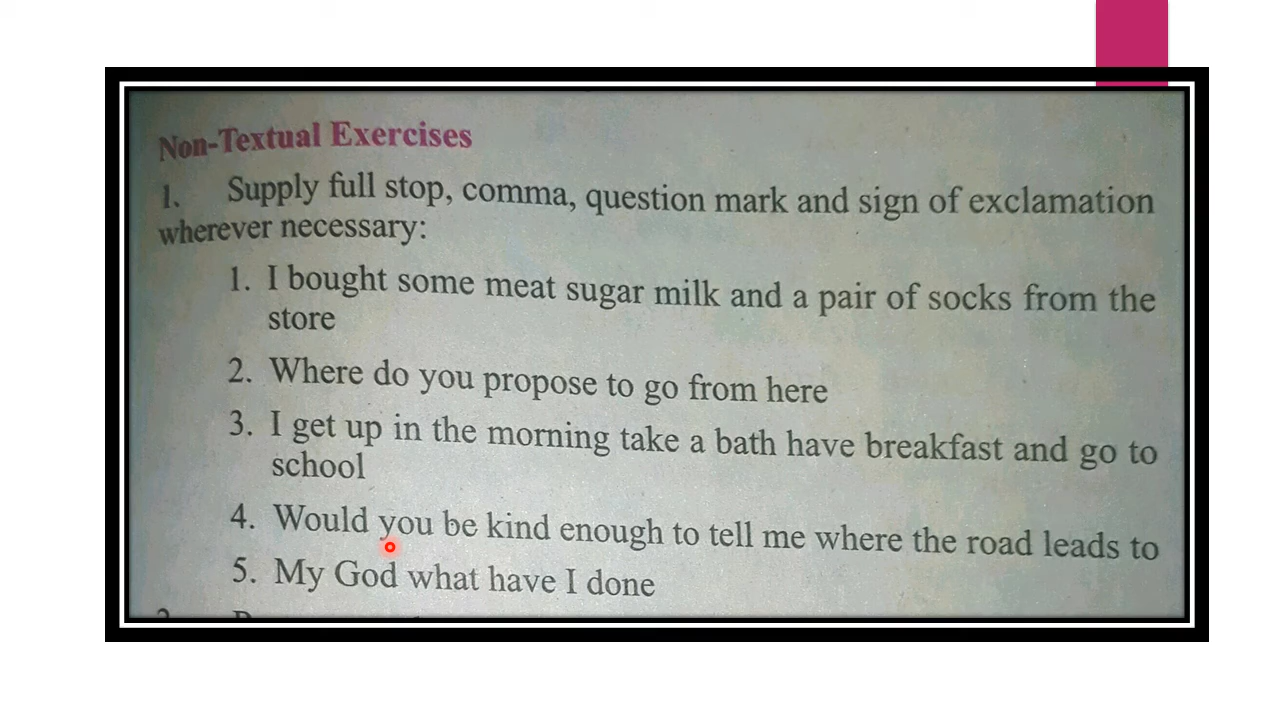 Non-Textual Exercises
1. Supply full stop, comma, question mark and sign of exclamation
wherever necessary:
1. I bought some meat sugar milk and a pair of socks from the
store
2. Where do you propose to go from here
3. I get up in the morning take a bath have breakfast and go to
school
4. Would you be kind enough to tell me where the road leads to
5. My God what have I done